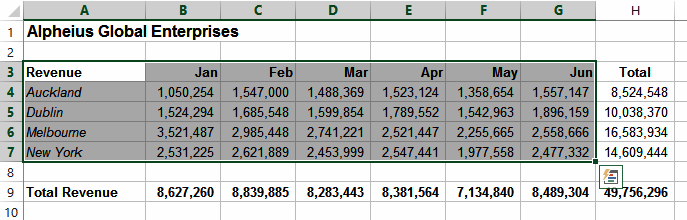 A B C D E F G H
1 Alpheius Global Enterprises
2
3 Revenue Jan Feb Mar Apr May Jun Total
4 Auckland 1,050,254 1,547,000 1,488,369 1,523,124 1,358,654 1,557,147 8,524,548
5 Dublin 1,524,294 1,685,548 1,599,854 1,789,552 1,542,963 1,896,159 10,038,370
6 Melbourne 3,521,487 2,985,448 2,741,221 2,521,447 2,255,665 2,558,666 16,583,934
7 New York 2,531,225 2,621,889 2,453,999 2,547,441 1,977,558 2,477,332 14,609,444
8
9 Total Revenue 8,627,260 8,839,885 8,283,443 8,381,564 7,134,840 8,489,304 49,756,296
10